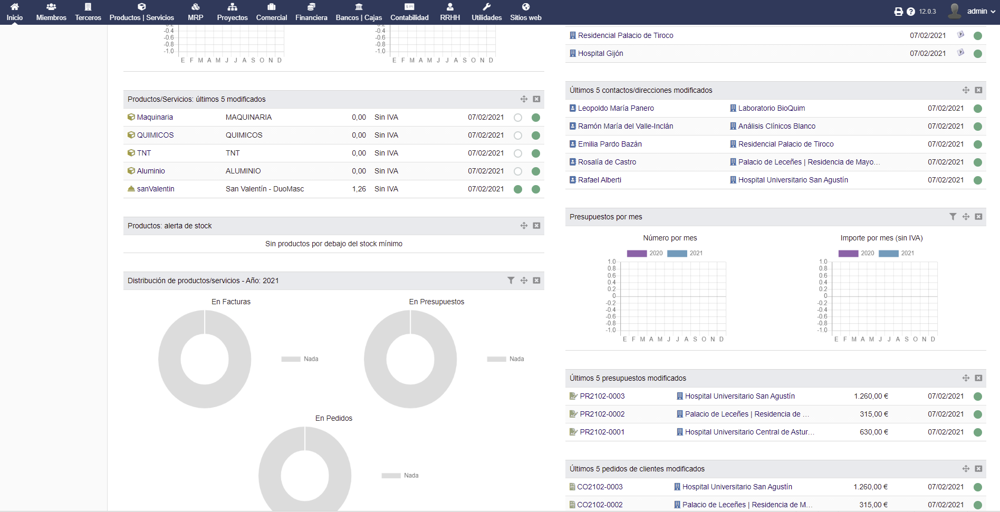 Inicio Miembros Terceros Productos | Servicios MRP Proyectos Comercial Financiera Bancos | Cajas Contabilidad RRHH Utilidades Sitios web 12.0.3 admin
-0.4
-0.6
-0.8
-1.0
E F M A M J J A S O N D
-0.4
-0.6
-0.8
-1.0
E F M A M J J A S O N D
Productos/Servicios: últimos 5 modificados
Maquinaria MAQUINARIA 0,00 Sin IVA 07/02/2021
QUIMICOS QUIMICOS 0,00 Sin IVA 07/02/2021
TNT TNT 0,00 Sin IVA 07/02/2021
Aluminio ALUMINIO 0,00 Sin IVA 07/02/2021
sanValentin San Valentín - DuoMasc 1,26 Sin IVA 07/02/2021
Productos: alerta de stock
Sin productos por debajo del stock mínimo
Distribución de productos/servicios - Año: 2021
En Facturas
Nada
En Presupuestos
Nada
En Pedidos
Nada
Residencial Palacio de Tiroco 07/02/2021
Hospital Gijón 07/02/2021
Últimos 5 contactos/direcciones modificados
Leopoldo María Panero Laboratorio BioQuim 07/02/2021
Ramón María del Valle-Inclán Análisis Clínicos Blanco 07/02/2021
Emilia Pardo Bazán Residencial Palacio de Tiroco 07/02/2021
Rosalía de Castro Palacio de Leceñes | Residencia de Mayo... 07/02/2021
Rafael Alberti Hospital Universitario San Agustín 07/02/2021
Presupuestos por mes
Número por mes
2020 2021
1.0
0.8
0.6
0.4
0.2
0
-0.2
-0.4
-0.6
-0.8
-1.0
E F M A M J J A S O N D
Importe por mes (sin IVA)
2020 2021
1.0
0.8
0.6
0.4
0.2
0
-0.2
-0.4
-0.6
-0.8
-1.0
E F M A M J J A S O N D
Últimos 5 presupuestos modificados
PR2102-0003 Hospital Universitario San Agustín 1.260,00 € 07/02/2021
PR2102-0002 Palacio de Leceñes | Residencia de ... 315,00 € 07/02/2021
PR2102-0001 Hospital Universitario Central de Astur... 630,00 € 07/02/2021
Últimos 5 pedidos de clientes modificados
CO2102-0003 Hospital Universitario San Agustín 1.260,00 € 07/02/2021
CO2102-0002 Palacio de Leceñes | Residencia de M... 315,00 € 07/02/2021